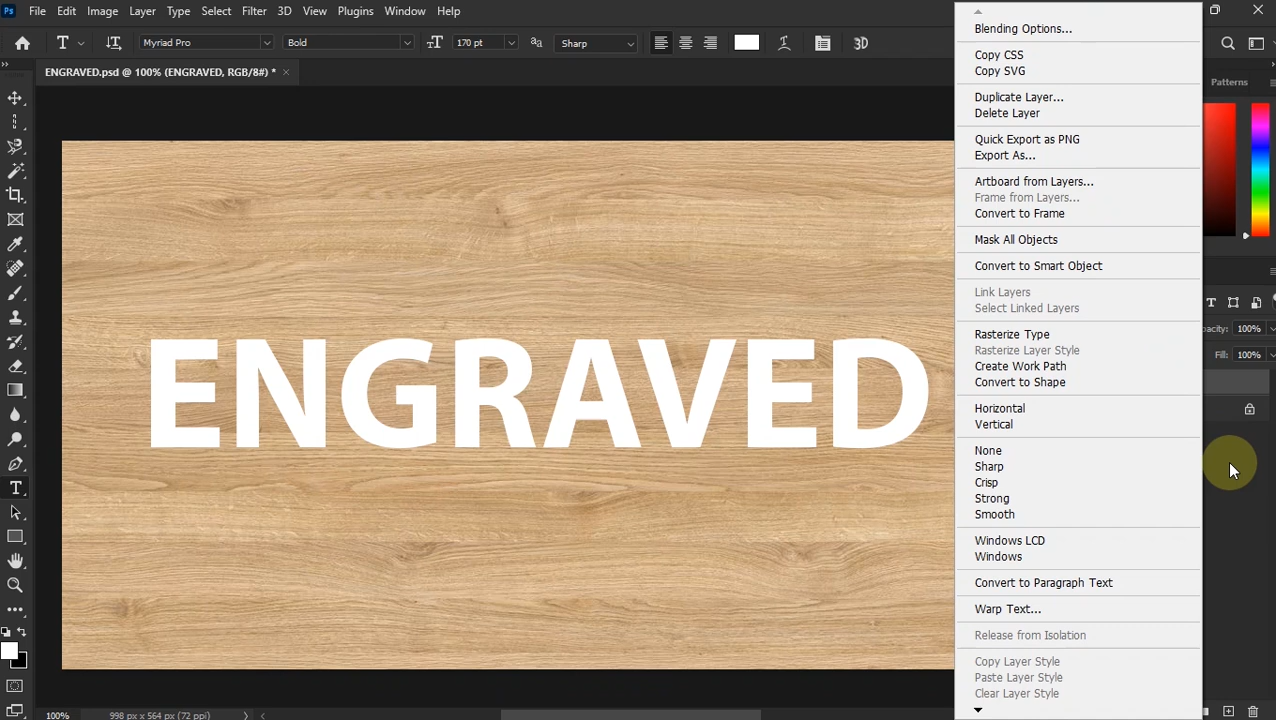 Ps File Edit Image Layer Type Select Filter 3D View Plugins Window Help
Myriad Pro Bold 170 pt Sharp 3D
ENGRAVED.psd @ 100% (ENGRAVED, RGB/8#) *
Patterns
ENGRAVED
Blending Options...
Copy CSS
Copy SVG
Duplicate Layer...
Delete Layer
Quick Export as PNG
Export As...
Artboard from Layers...
Frame from Layers...
Convert to Frame
Mask All Objects
Convert to Smart Object
Link Layers
Select Linked Layers
Rasterize Type
Rasterize Layer Style
Create Work Path
Convert to Shape
Horizontal
Vertical
None
Sharp
Crisp
Strong
Smooth
Windows LCD
Windows
Convert to Paragraph Text
Warp Text...
Release from Isolation
Copy Layer Style
Paste Layer Style
Clear Layer Style
pacity: 100%
Fill: 100%
100% 998 px x 564 px (72 ppi)